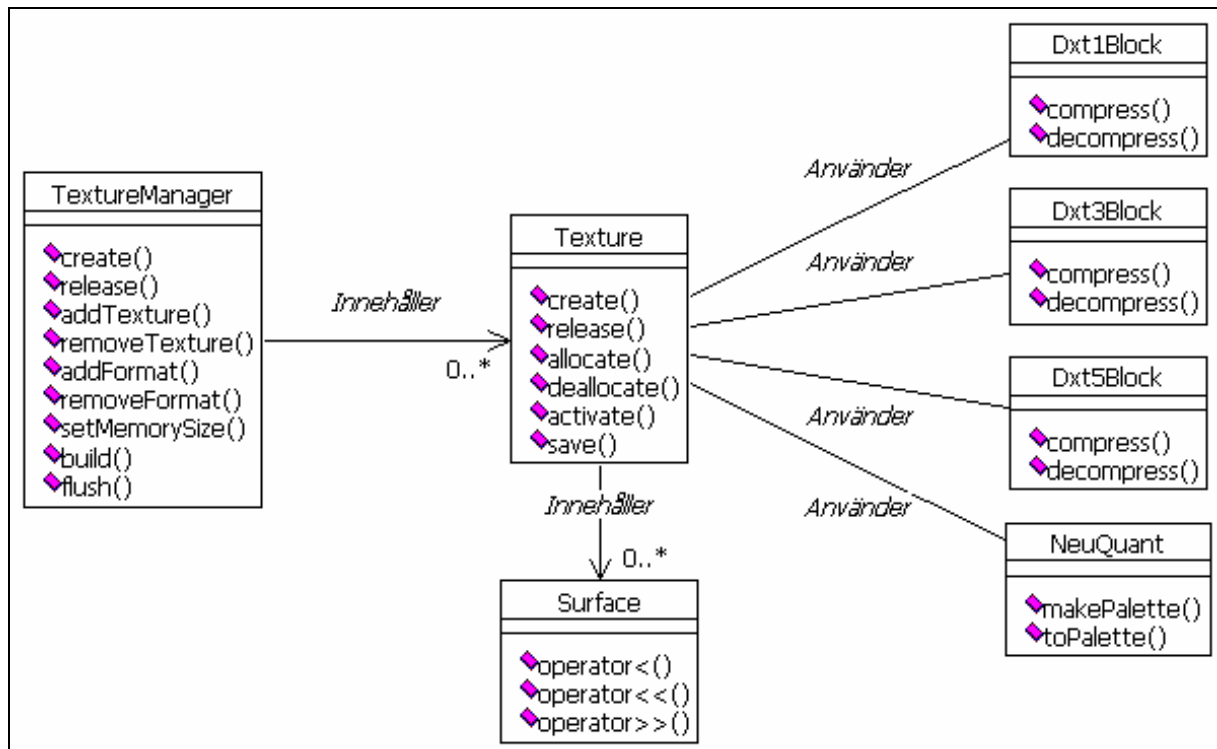 TextureManager
create()
release()
addTexture()
removeTexture()
addFormat()
removeFormat()
setMemorySize()
build()
flush()
Innehåller
0..*
Texture
create()
release()
allocate()
deallocate()
activate()
save()
Innehåller
0..*
Surface
operator<()
operator<<()
operator>>()
Använder
Använder
Använder
Använder
Dxt1Block
compress()
decompress()
Dxt3Block
compress()
decompress()
Dxt5Block
compress()
decompress()
NeuQuant
makePalette()
toPalette()